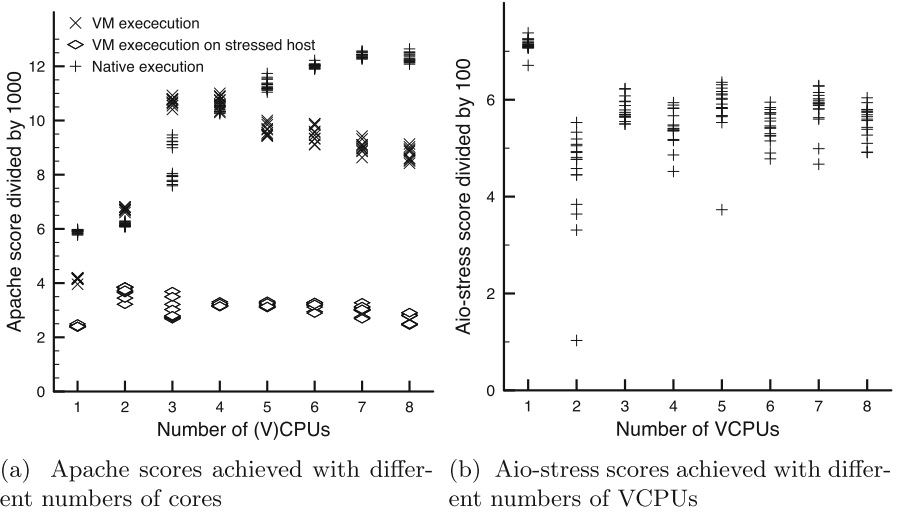 VM exececution
VM exececution on stressed host
Native execution
Apache score divided by 1000
12
10
8
6
4
2
0
1 2 3 4 5 6 7 8
Number of (V)CPUs
Aio-stress score divided by 100
6
4
2
0
1 2 3 4 5 6 7 8
Number of VCPUs
(a) Apache scores achieved with differ-
ent numbers of cores
(b) Aio-stress scores achieved with differ-
ent numbers of VCPUs